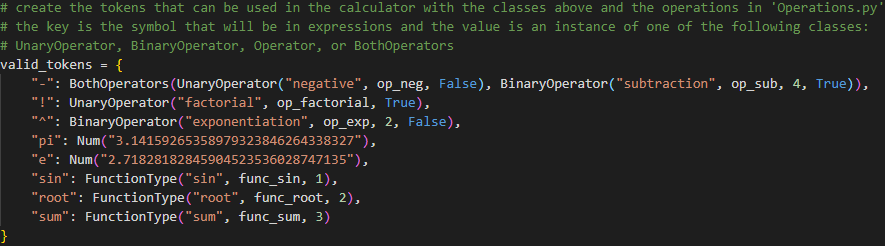 # create the tokens that can be used in the calculator with the classes above and the operations in 'Operations.py'
# the key is the symbol that will be in expressions and the value is an instance of one of the following classes:
# UnaryOperator, BinaryOperator, Operator, or BothOperators
valid_tokens = {
    "-": BothOperators(UnaryOperator("negative", op_neg, False), BinaryOperator("subtraction", op_sub, 4, True)),
    "!": UnaryOperator("factorial", op_factorial, True),
    "^": BinaryOperator("exponentiation", op_exp, 2, False),
    "pi": Num("3.14159265358979323846264338327"),
    "e": Num("2.71828182845904523536028747135"),
    "sin": FunctionType("sin", func_sin, 1),
    "root": FunctionType("root", func_root, 2),
    "sum": FunctionType("sum", func_sum, 3)
}